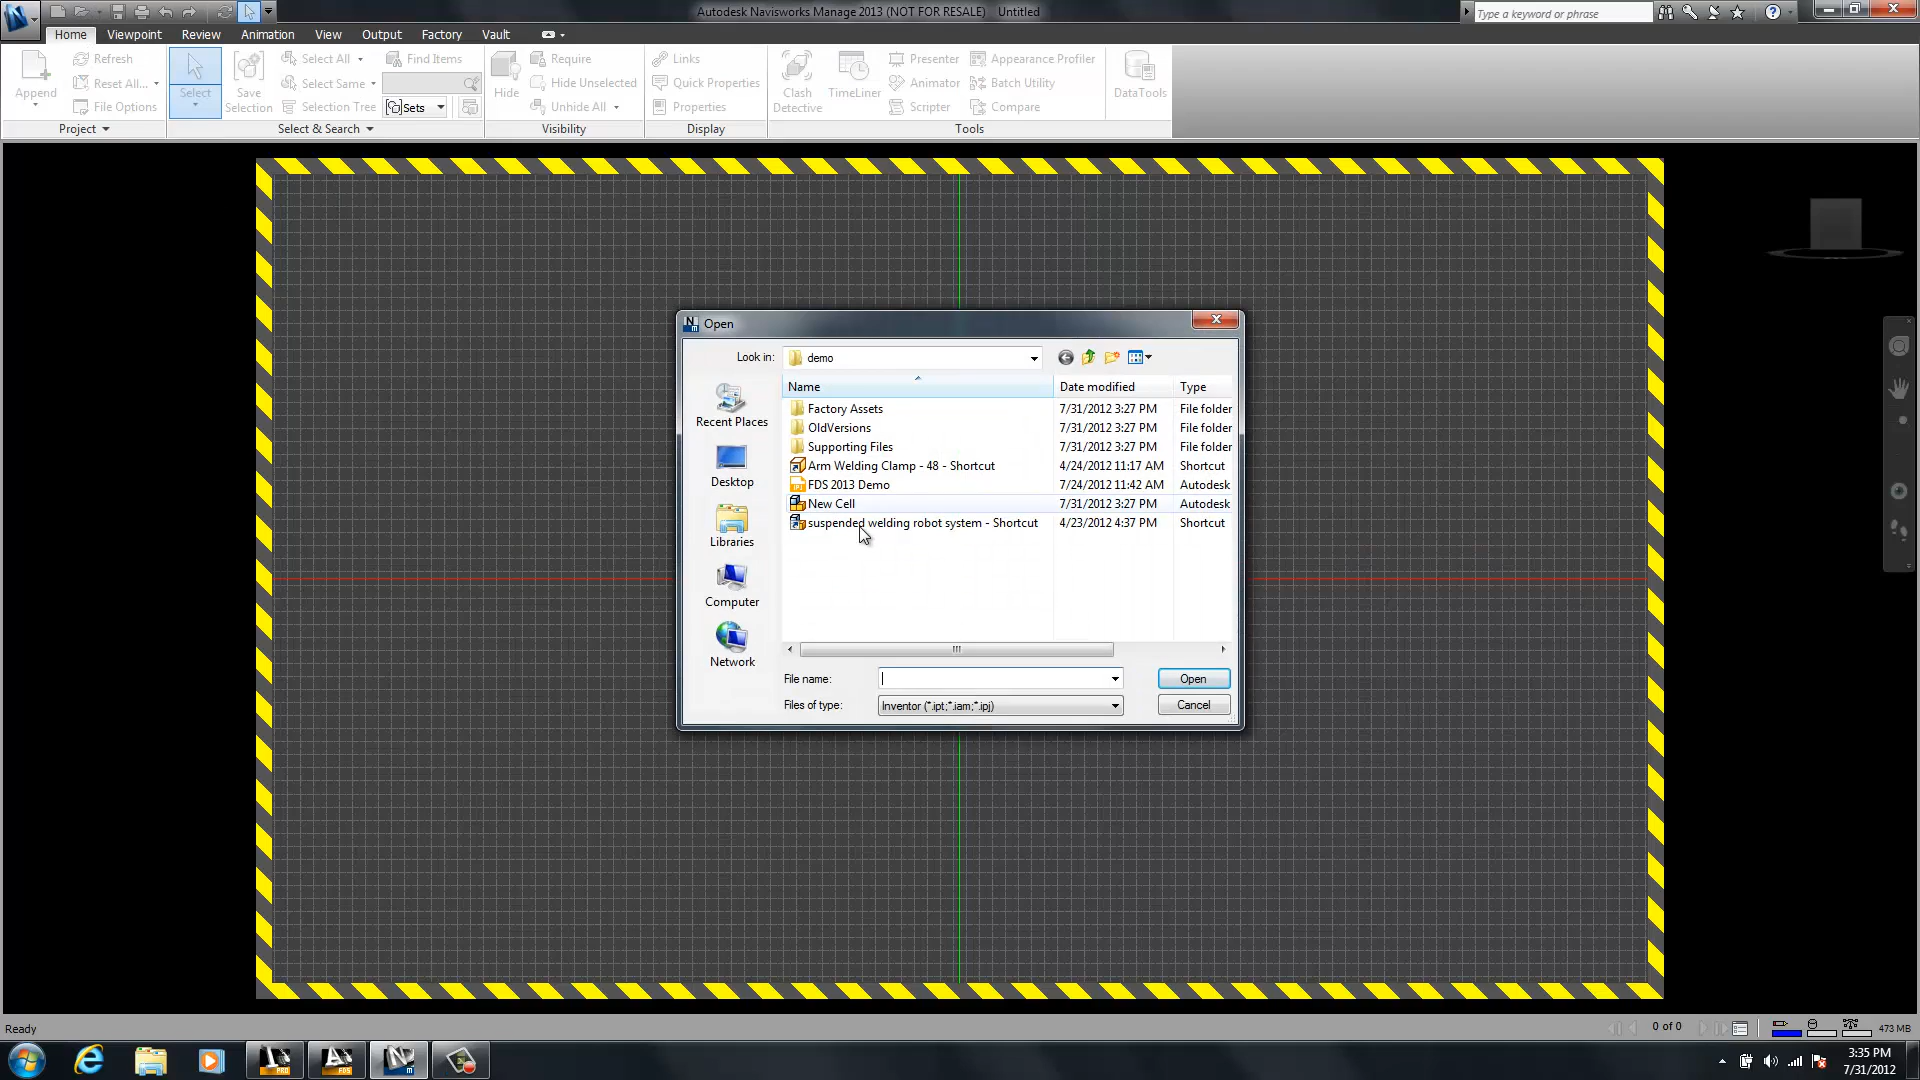 Autodesk Navisworks Manage 2013 (NOT FOR RESALE) Untitled
Type a keyword or phrase
Home Viewpoint Review Animation View Output Factory Vault
Append
Refresh
Reset All...
File Options
Project
Select
Save Selection
Select All
Select Same
Selection Tree
Find Items
Sets
Select & Search
Hide
Require
Hide Unselected
Unhide All
Visibility
Links
Quick Properties
Properties
Display
Clash Detective
TimeLiner
Presenter
Animator
Scripter
Appearance Profiler
Batch Utility
Compare
Tools
DataTools
Open
Look in: demo
Recent Places
Desktop
Libraries
Computer
Network
Name Date modified Type
Factory Assets 7/31/2012 3:27 PM File folder
OldVersions 7/31/2012 3:27 PM File folder
Supporting Files 7/31/2012 3:27 PM File folder
Arm Welding Clamp - 48 - Shortcut 4/24/2012 11:17 AM Shortcut
FDS 2013 Demo 7/24/2012 11:42 AM Autodesk
New Cell 7/31/2012 3:27 PM Autodesk
suspended welding robot system - Shortcut 4/23/2012 4:37 PM Shortcut
File name: Open
Files of type: Inventor (*.ipt;*.iam;*.ipj) Cancel
Ready
0 of 0
473 MB
3:35 PM
7/31/2012